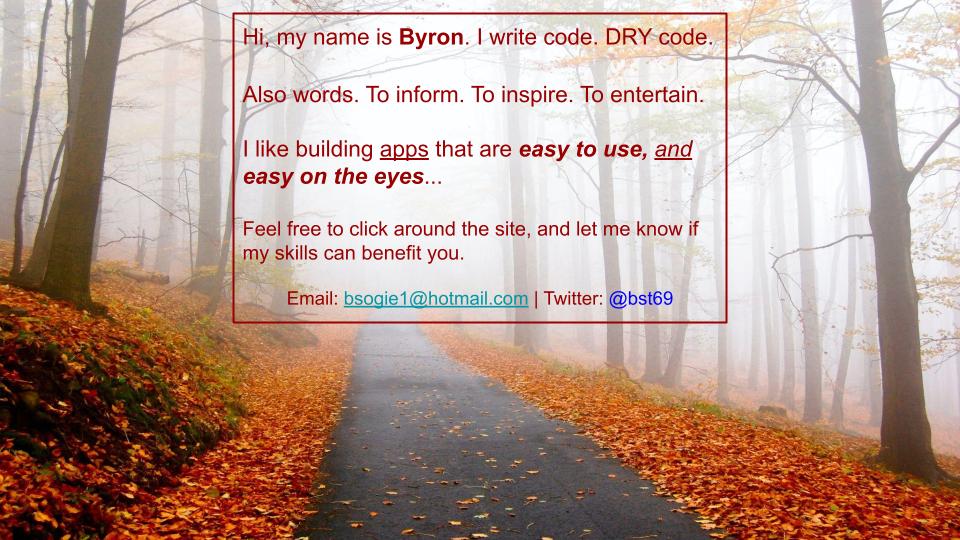 Hi, my name is Byron. I write code. DRY code.
Also words. To inform. To inspire. To entertain.
I like building apps that are easy to use, and
easy on the eyes...
Feel free to click around the site, and let me know if
my skills can benefit you.
Email: bsogie1@hotmail.com | Twitter: @bst69